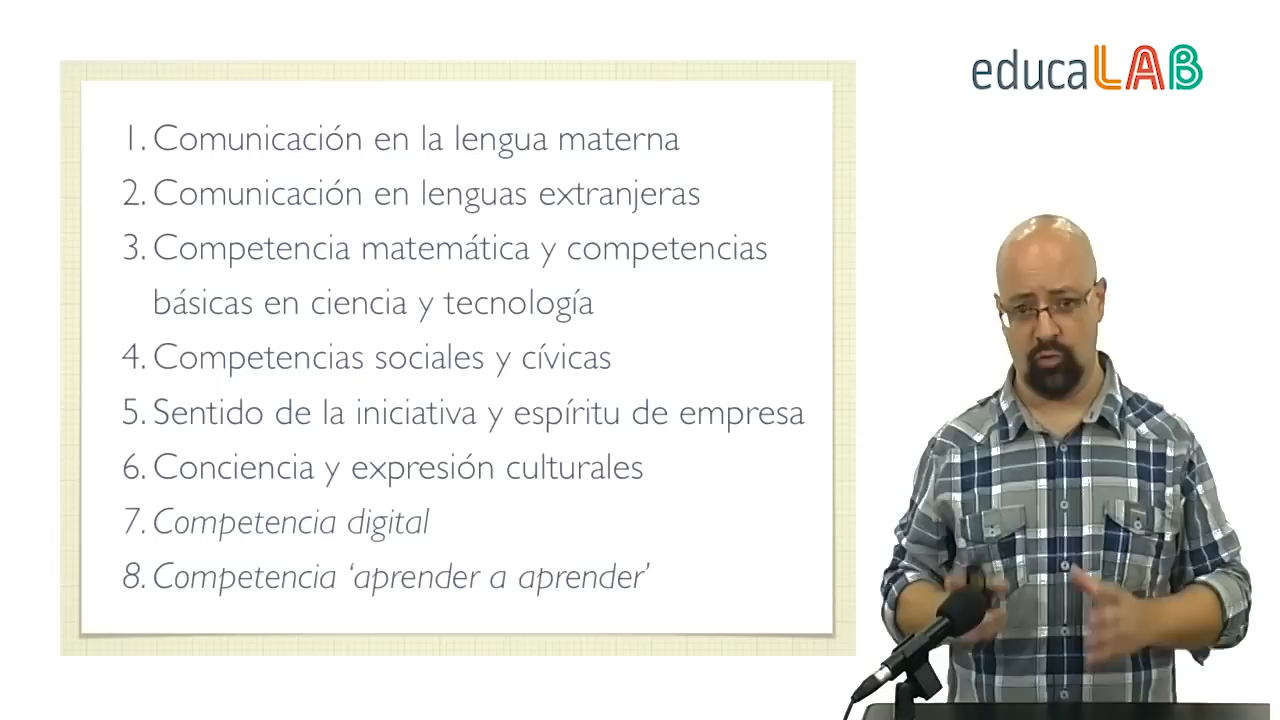 educaLAB
1. Comunicación en la lengua materna
2. Comunicación en lenguas extranjeras
3. Competencia matemática y competencias
básicas en ciencia y tecnología
4. Competencias sociales y cívicas
5. Sentido de la iniciativa y espíritu de empresa
6. Conciencia y expresión culturales
7. Competencia digital
8. Competencia ‘aprender a aprender’